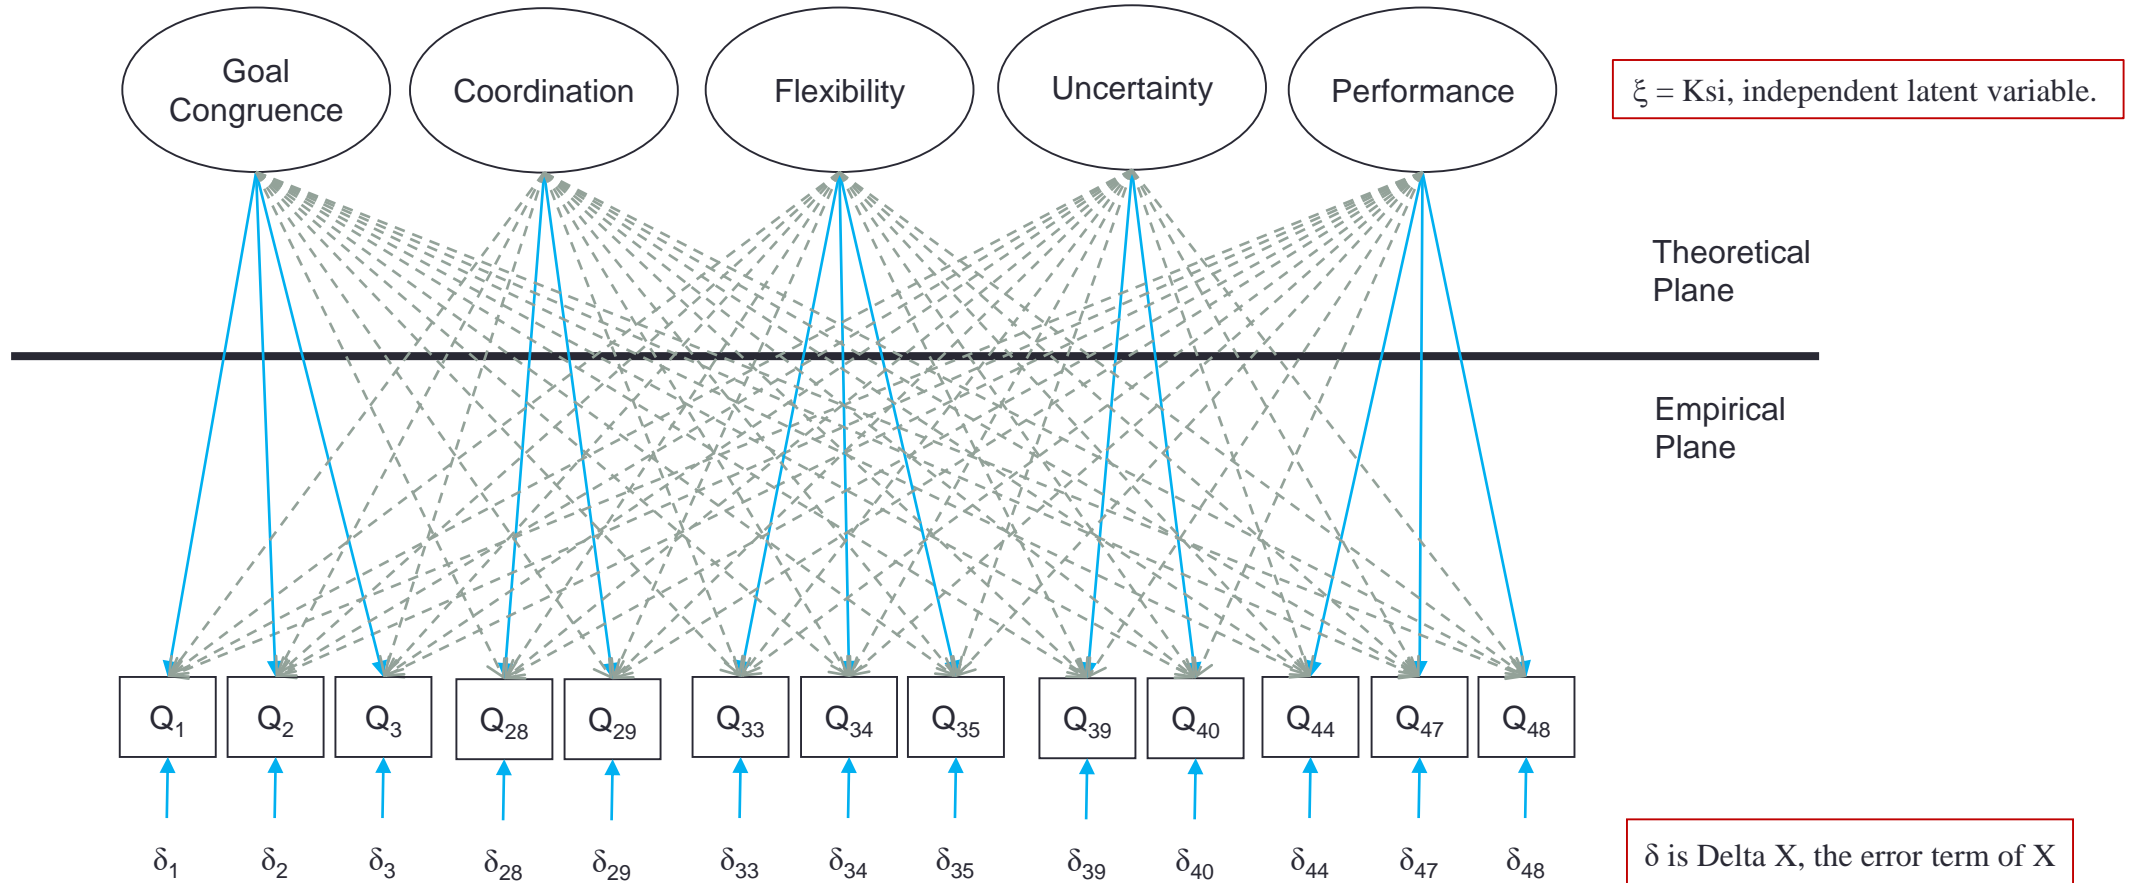 Goal
Congruence
Coordination
Flexibility
Uncertainty
Performance
ξ = Ksi, independent latent variable.
Theoretical
Plane
Empirical
Plane
Q1
Q2
Q3
Q28
Q29
Q33
Q34
Q35
Q39
Q40
Q44
Q47
Q48
δ1
δ2
δ3
δ28
δ29
δ33
δ34
δ35
δ39
δ40
δ44
δ47
δ48
δ is Delta X, the error term of X